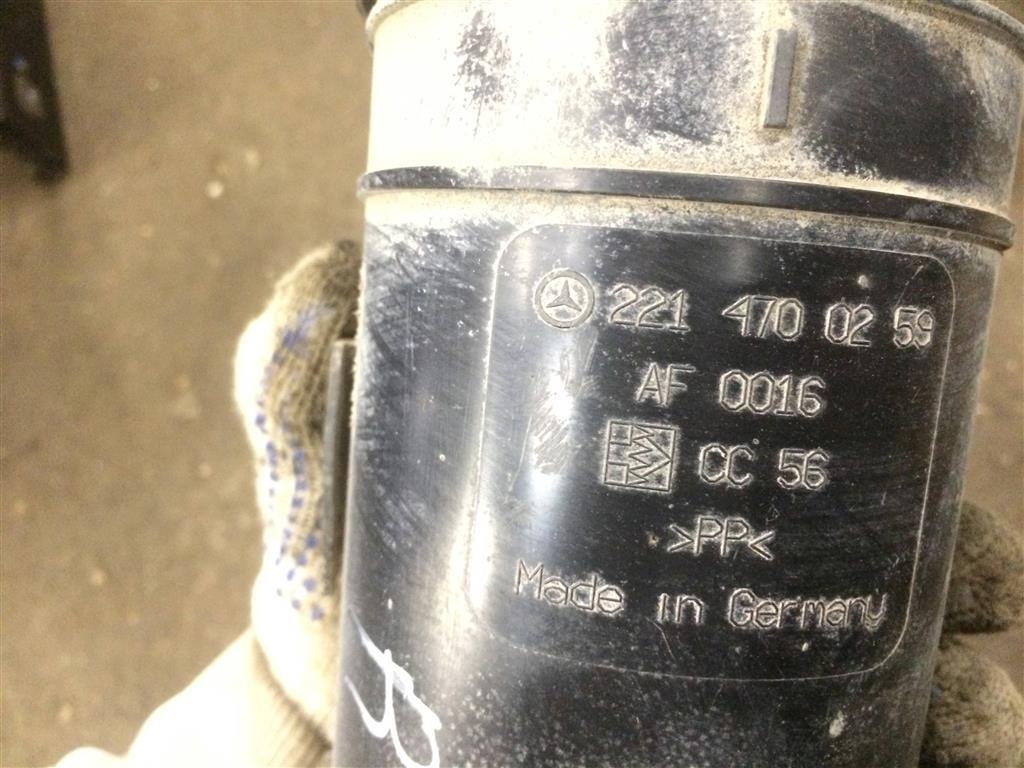 221 470 02 59
AF 0016
CC 56
>PP<
Made in Germany